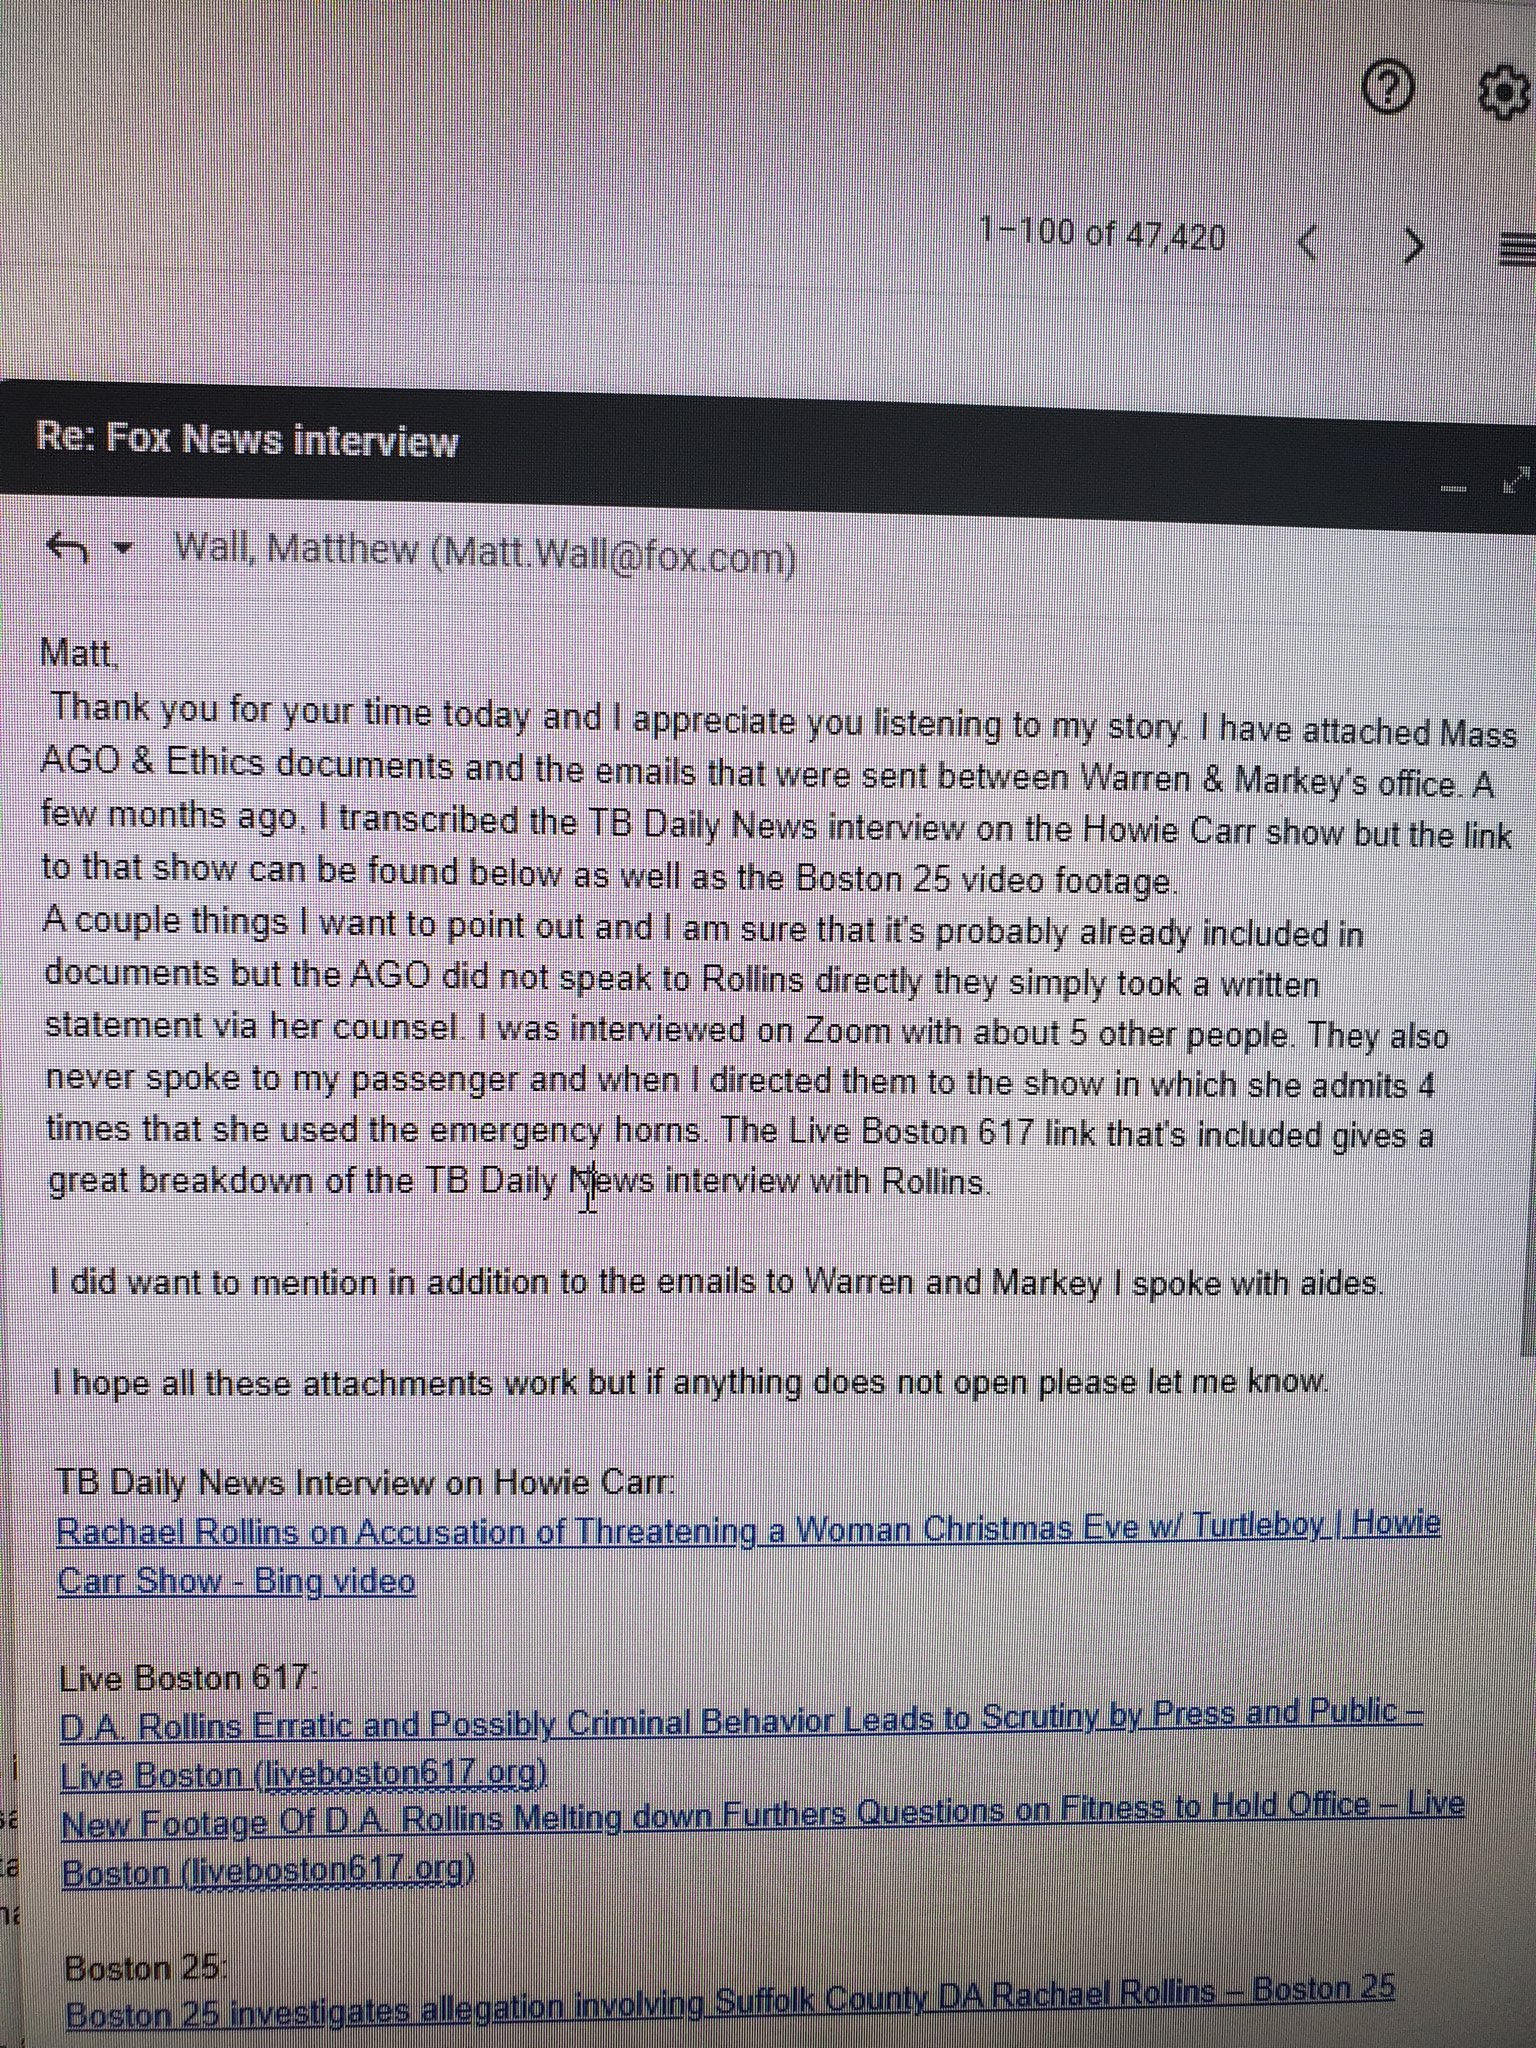 1–100 of 47,420
Re: Fox News interview
Wall, Matthew (Matt.Wall@fox.com)
Matt,
Thank you for your time today and I appreciate you listening to my story. I have attached Mass
AGO & Ethics documents and the emails that were sent between Warren & Markey's office. A
few months ago, I transcribed the TB Daily News interview on the Howie Carr show but the link
to that show can be found below as well as the Boston 25 video footage.
A couple things I want to point out and I am sure that it's probably already included in
documents but the AGO did not speak to Rollins directly they simply took a written
statement via her counsel. I was interviewed on Zoom with about 5 other people. They also
never spoke to my passenger and when I directed them to the show in which she admits 4
times that she used the emergency horns. The Live Boston 617 link that's included gives a
great breakdown of the TB Daily News interview with Rollins.
I did want to mention in addition to the emails to Warren and Markey I spoke with aides.
I hope all these attachments work but if anything does not open please let me know.
TB Daily News Interview on Howie Carr:
Rachael Rollins on Accusation of Threatening a Woman Christmas Eve w/ Turtleboy | Howie
Carr Show - Bing video
Live Boston 617:
D.A. Rollins Erratic and Possibly Criminal Behavior Leads to Scrutiny by Press and Public –
Live Boston (liveboston617.org)
New Footage Of D.A. Rollins Melting down Furthers Questions on Fitness to Hold Office – Live
Boston (liveboston617.org)
Boston 25:
Boston 25 investigates allegation involving Suffolk County DA Rachael Rollins – Boston 25